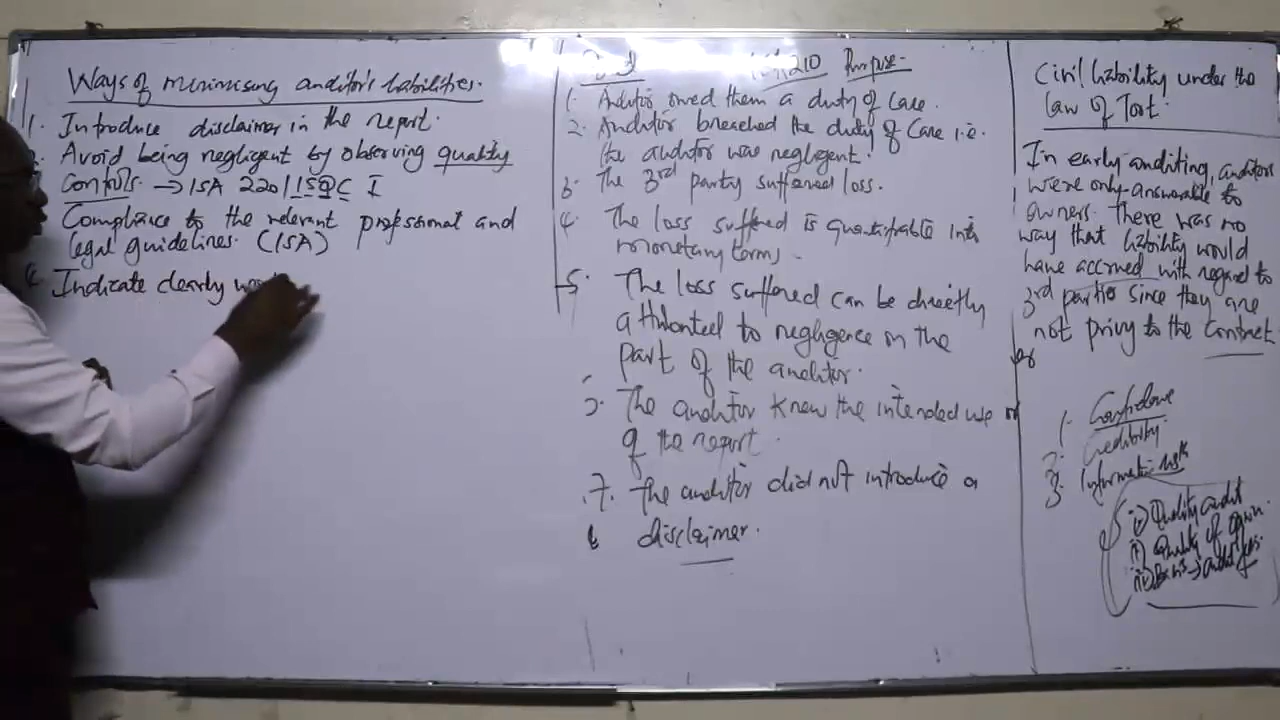 Ways of minimising auditor's liabilities.
1. Introduce disclaimer in the report.
2. Avoid being negligent by observing quality
Controls. → ISA 220/ISQC I
Compliance to the relevant professional and
legal guidelines. (ISA)
Indicate clearly
210 Purpose.
1. Auditor owed them a duty of care.
2. Auditor breached the duty of care i.e.
the auditor was negligent.
3. The 3rd party suffered loss.
4. The loss suffered is quantifiable into
monetary terms.
5. The loss suffered can be directly
attributed to negligence on the
part of the auditor.
The auditor knew the intended use
of the report.
7. The auditor did not introduce a
disclaimer.
Civil liability under the
law of Tort.
In early auditing, auditors
were only answerable to
owners. There was no
way that liability would
have accrued with regard to
3rd parties since they are
not privy to the contract
1. Confidence
2. Credibility
3. Information risk
i) Quality audit
ii) Quality of